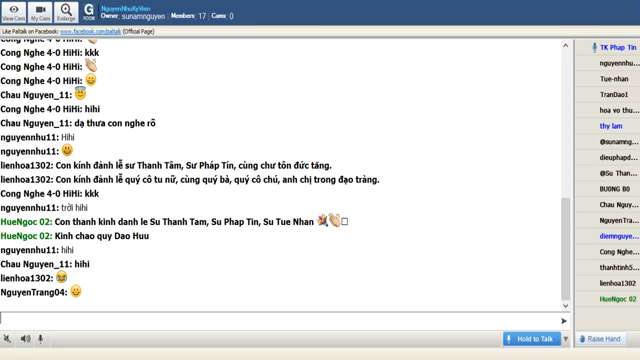 View Cam
My Cam
Enlarge
G
ROOM
NguyenNhuKyVien
Owner: sunamnguyen | Members: 17 | Cams: 0
Like Paltalk on Facebook: www.facebook.com/paltalk (Official Page)
Cong Nghe 4-0 HiHi:
Cong Nghe 4-0 HiHi: kkk
Cong Nghe 4-0 HiHi:
Cong Nghe 4-0 HiHi:
Chau Nguyen_11:
Cong Nghe 4-0 HiHi: hihi
Chau Nguyen_11: dạ thưa con nghe rõ
nguyennhu11: Hihi
nguyennhu11:
lienhoa1302: Con kính đảnh lễ sư Thanh Tâm, Sư Pháp Tín, cùng chư tôn đức tăng.
lienhoa1302: Con kính đảnh lễ quý cô tu nữ, cùng quý bà, quý cô chú, anh chị trong đạo tràng.
Cong Nghe 4-0 HiHi: kkk
nguyennhu11: trời hihi
HueNgoc 02: Con thanh kinh danh le Su Thanh Tam, Su Phap Tin, Su Tue Nhan
HueNgoc 02: Kinh chao quy Dao Huu
nguyennhu11: hihi
Chau Nguyen_11: hihi
lienhoa1302:
NguyenTrang04:
Hold to Talk
TK Phap Tin
nguyennhu...
Tue-nhan
TranDao1
hoa vo thu...
thy lam
@sunamng...
dieuphapd...
@Su Than...
BUONG BO
Chau Nguy...
NguyenTra...
diemnguye...
Cong Nghe...
thanhtinh5...
lienhoa1302
HueNgoc 02
Raise Hand